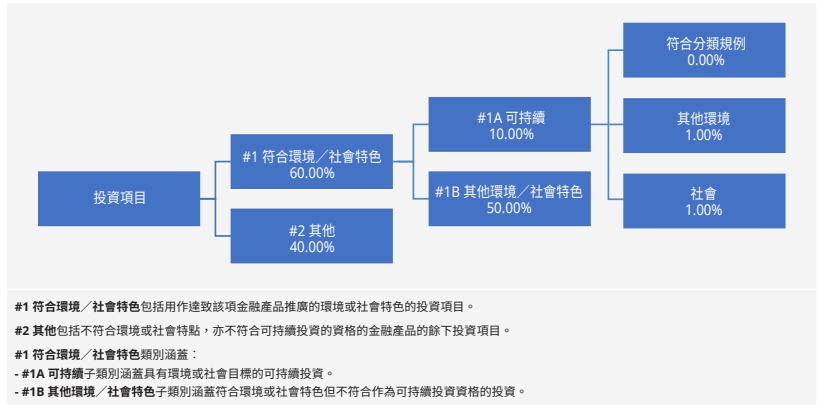 投資項目
#1 符合環境╱社會特色
60.00%
#2 其他
40.00%
#1A 可持續
10.00%
#1B 其他環境╱社會特色
50.00%
符合分類規例
0.00%
其他環境
1.00%
社會
1.00%
#1 符合環境╱社會特色包括用作達致該項金融產品推廣的環境或社會特色的投資項目。
#2 其他包括不符合環境或社會特點，亦不符合可持續投資的資格的金融產品的餘下投資項目。
#1 符合環境╱社會特色類別涵蓋：
- #1A 可持續子類別涵蓋具有環境或社會目標的可持續投資。
- #1B 其他環境╱社會特色子類別涵蓋符合環境或社會特色但不符合作為可持續投資資格的投資。